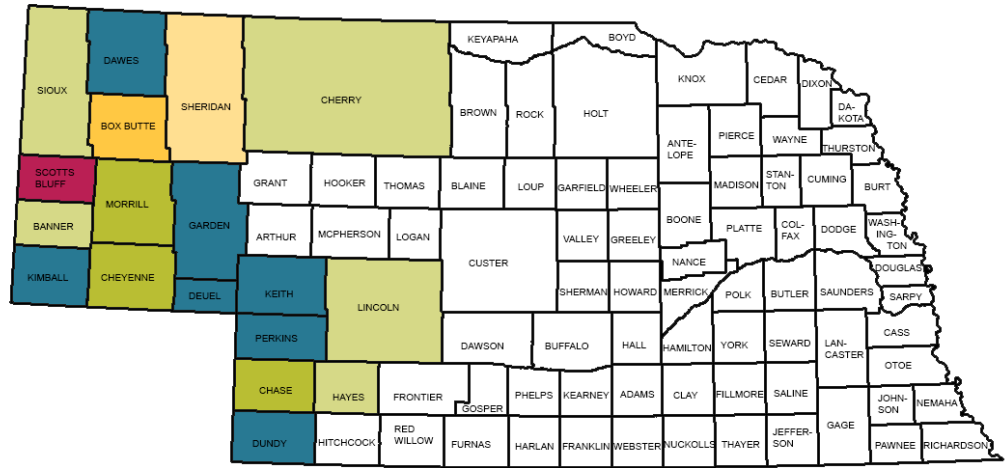 KEYAPAHA
BOYD
DAWES
SIOUX
SHERIDAN
CHERRY
BROWN
ROCK
HOLT
KNOX
CEDAR
DIXON
DA-
KOTA
BOX BUTTE
ANTE-
LOPE
PIERCE
WAYNE
THURSTON
SCOTTS
BLUFF
MORRILL
GARDEN
GRANT
HOOKER
THOMAS
BLAINE
LOUP
GARFIELD
WHEELER
MADISON
STAN-
TON
CUMING
BURT
BANNER
ARTHUR
MCPHERSON
LOGAN
CUSTER
VALLEY
GREELEY
BOONE
PLATTE
COL-
FAX
DODGE
WASH-
ING-
TON
NANCE
KIMBALL
CHEYENNE
DEUEL
KEITH
LINCOLN
SHERMAN
HOWARD
MERRICK
POLK
BUTLER
SAUNDERS
DOUGLAS
SARPY
PERKINS
DAWSON
BUFFALO
HALL
HAMILTON
YORK
SEWARD
LAN-
CASTER
CASS
OTOE
CHASE
HAYES
FRONTIER
GOSPER
PHELPS
KEARNEY
ADAMS
CLAY
FILLMORE
SALINE
GAGE
JOHN-
SON
NEMAHA
DUNDY
HITCHCOCK
RED
WILLOW
FURNAS
HARLAN
FRANKLIN
WEBSTER
NUCKOLLS
THAYER
JEFFER-
SON
PAWNEE
RICHARDSON